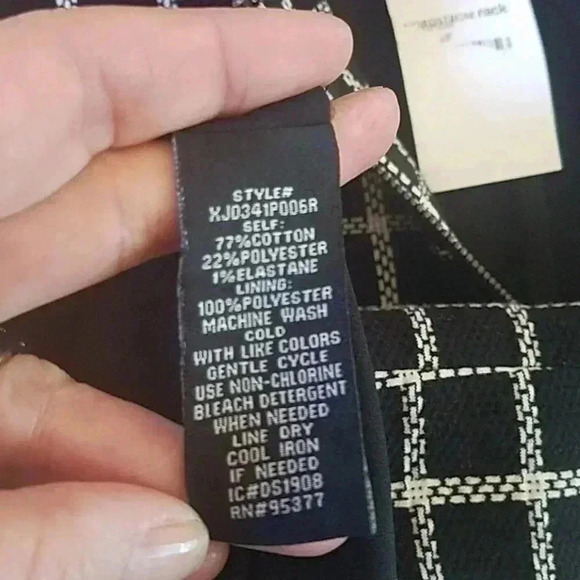 rack
STYLE#
XJ0341P006R
SELF:
77%COTTON
22%POLYESTER
1%ELASTANE
LINING:
100%POLYESTER
MACHINE WASH
COLD
WITH LIKE COLORS
GENTLE CYCLE
USE NON-CHLORINE
BLEACH DETERGENT
WHEN NEEDED
LINE DRY
COOL IRON
IF NEEDED
IC#DS1908
RN#95377